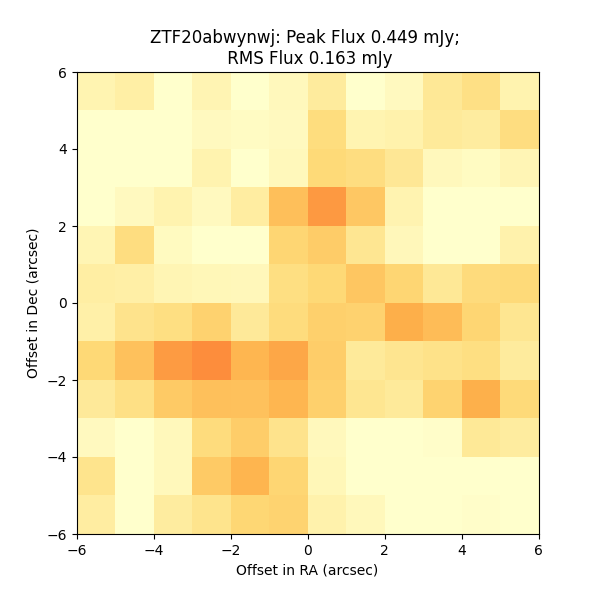 ZTF20abwynwj: Peak Flux 0.449 mJy;
RMS Flux 0.163 mJy
6
4
2
0
−2
−4
−6
Offset in Dec (arcsec)
−6 −4 −2 0 2 4 6
Offset in RA (arcsec)